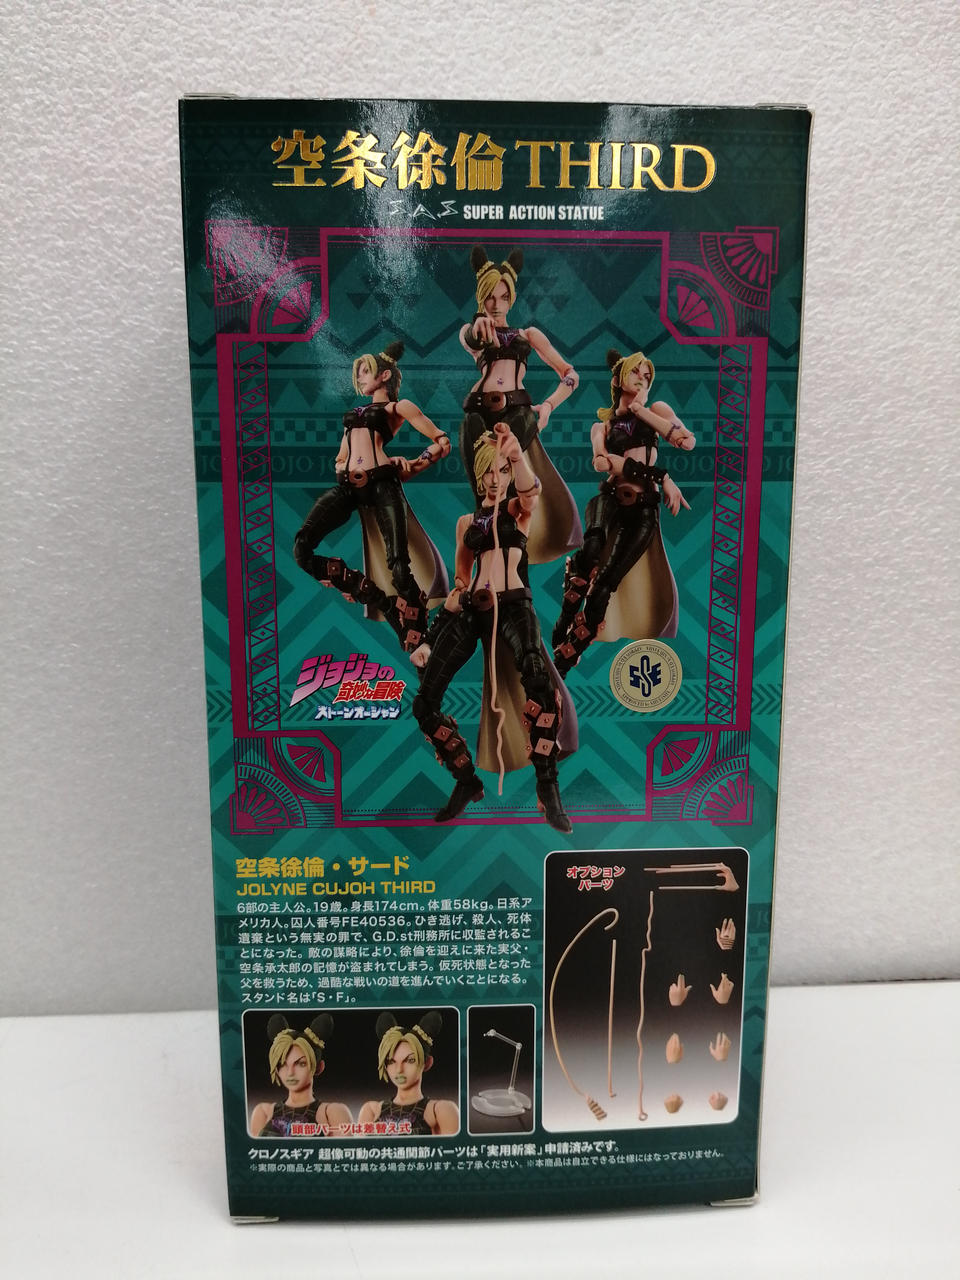 空条徐倫THIRD
SAS SUPER ACTION STATUE
JOJO
ジョジョの
奇妙な冒険
ストーンオーシャン
SSE
空条徐倫・サード
JOLYNE CUJOH THIRD
6部の主人公。19歳。身長174cm。体重58kg。日系ア
メリカ人。囚人番号FE40536。ひき逃げ、殺人、死体
遺棄という無実の罪で、G.D.st刑務所に収監されるこ
とになった。敵の謀略により、徐倫を迎えに来た実父・
空条承太郎の記憶が盗まれてしまう。仮死状態となった
父を救うため、過酷な戦いの道を進んでいくことになる。
スタンド名は「S・F」。
オプション
パーツ
頭部パーツは差替え式
クロノスギア 超像可動の共通関節パーツは「実用新案」申請済みです。
※実際の商品と写真とでは異なる場合があります。ご了承ください。※本商品は自立できる仕様にはなっておりません。